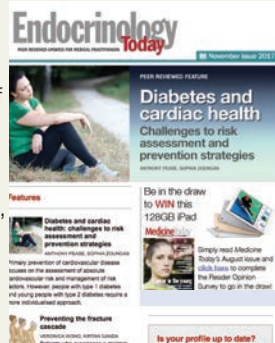 Endocrinology
Today
PEER REVIEWED UPDATES FOR MEDICAL PRACTITIONERS
November issue 2017
PEER REVIEWED FEATURE
Diabetes and
cardiac health
Challenges to risk
assessment and
prevention strategies
ANTHONY PEASE, SOPHIA ZOUNGAS
Features
Diabetes and cardiac
health: challenges to risk
assessment and
prevention strategies
ANTHONY PEASE, SOPHIA ZOUNGAS
Primary prevention of cardiovascular disease
focuses on the assessment of absolute
cardiovascular risk and management of risk
factors. However, people with type 1 diabetes
and young people with type 2 diabetes require a
more individualised approach.
Preventing the fracture
cascade
VERONICA WONG, KIRTAN GANDA
Be in the draw
to WIN this
128GB iPad
Medicine Today
Simply read Medicine
Today's August issue and
click here to complete
the Reader Opinion
Survey to go in the draw!
Is your profile up to date?